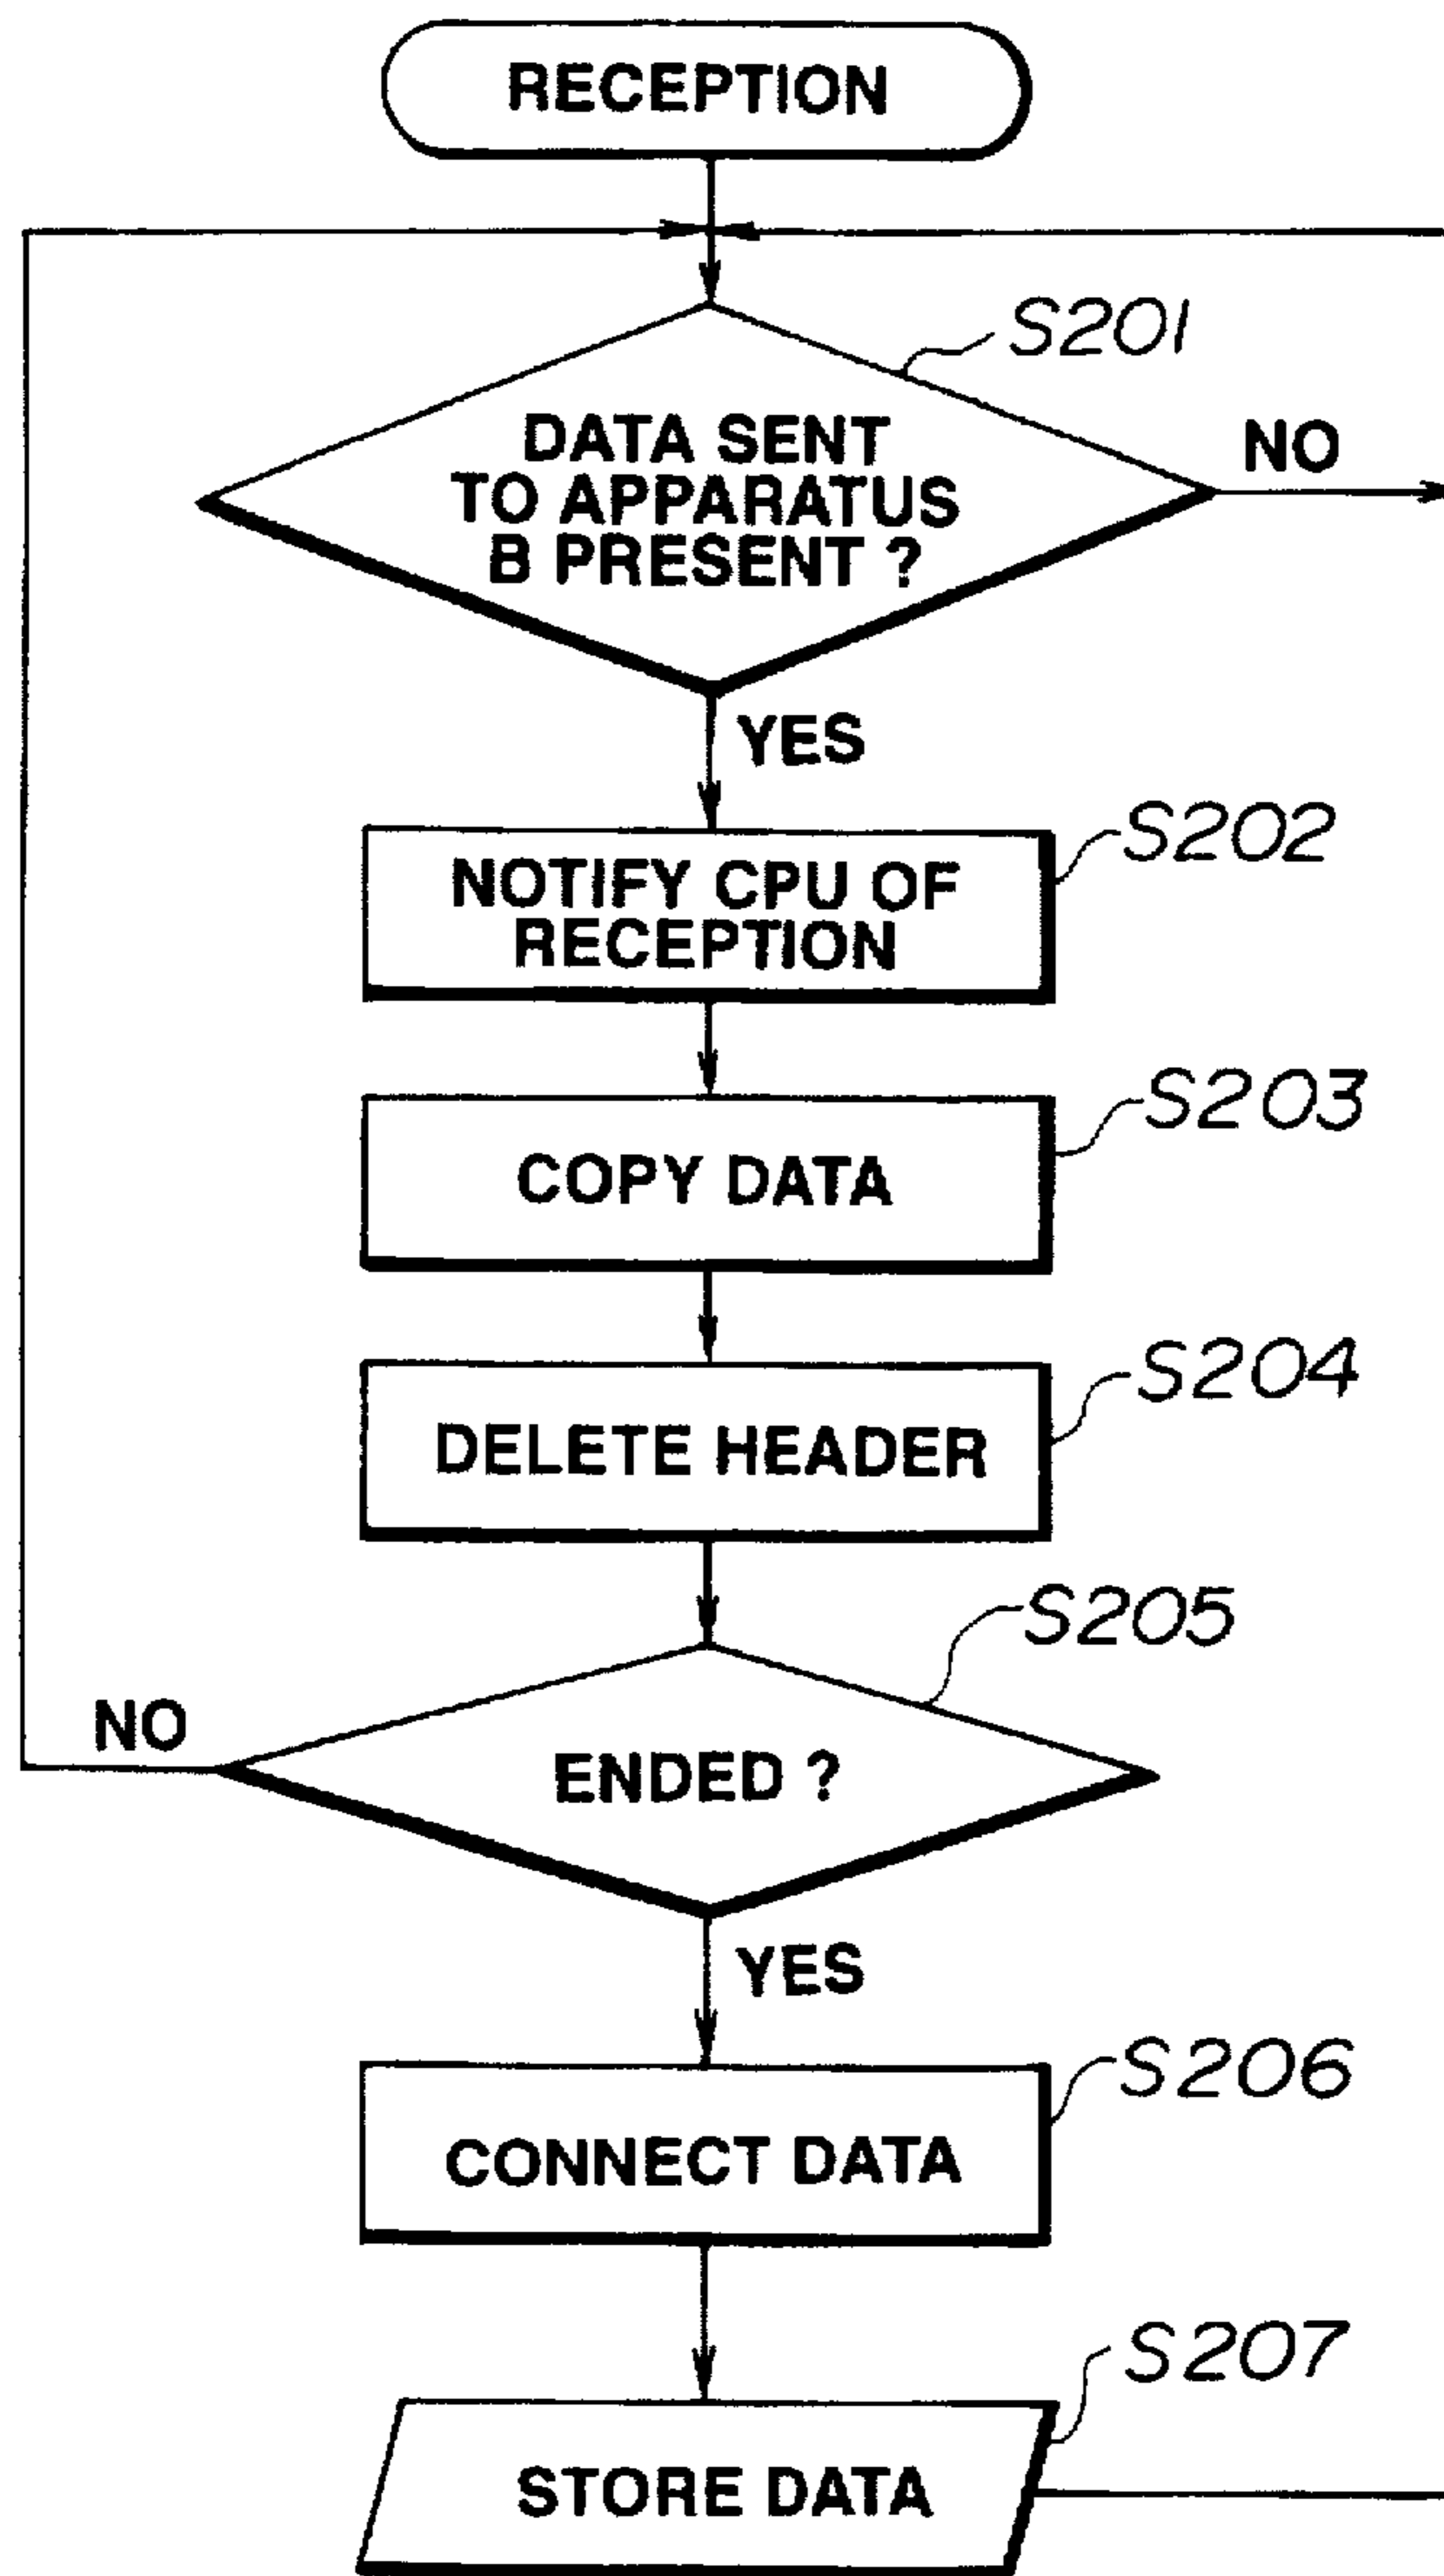 RECEPTION
S201
DATA SENT
TO APPARATUS
B PRESENT ?
NO
YES
S202
NOTIFY CPU OF
RECEPTION
S203
COPY DATA
S204
DELETE HEADER
S205
NO
ENDED ?
YES
S206
CONNECT DATA
S207
STORE DATA